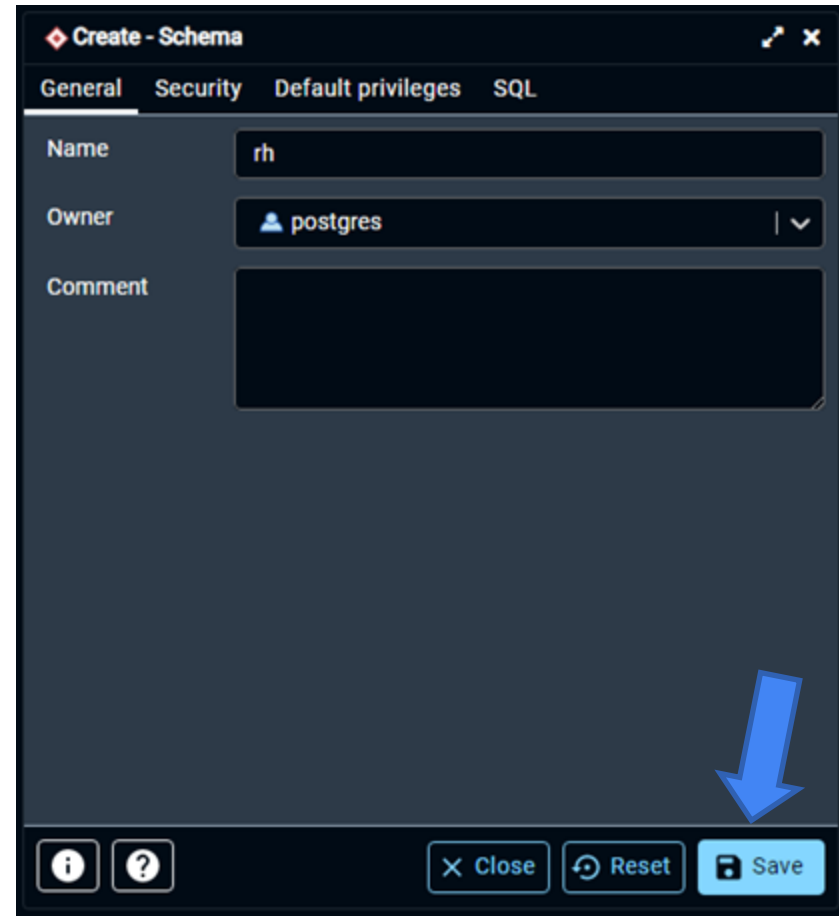 Create - Schema
General Security Default privileges SQL
Name rh
Owner postgres
Comment
Close Reset Save